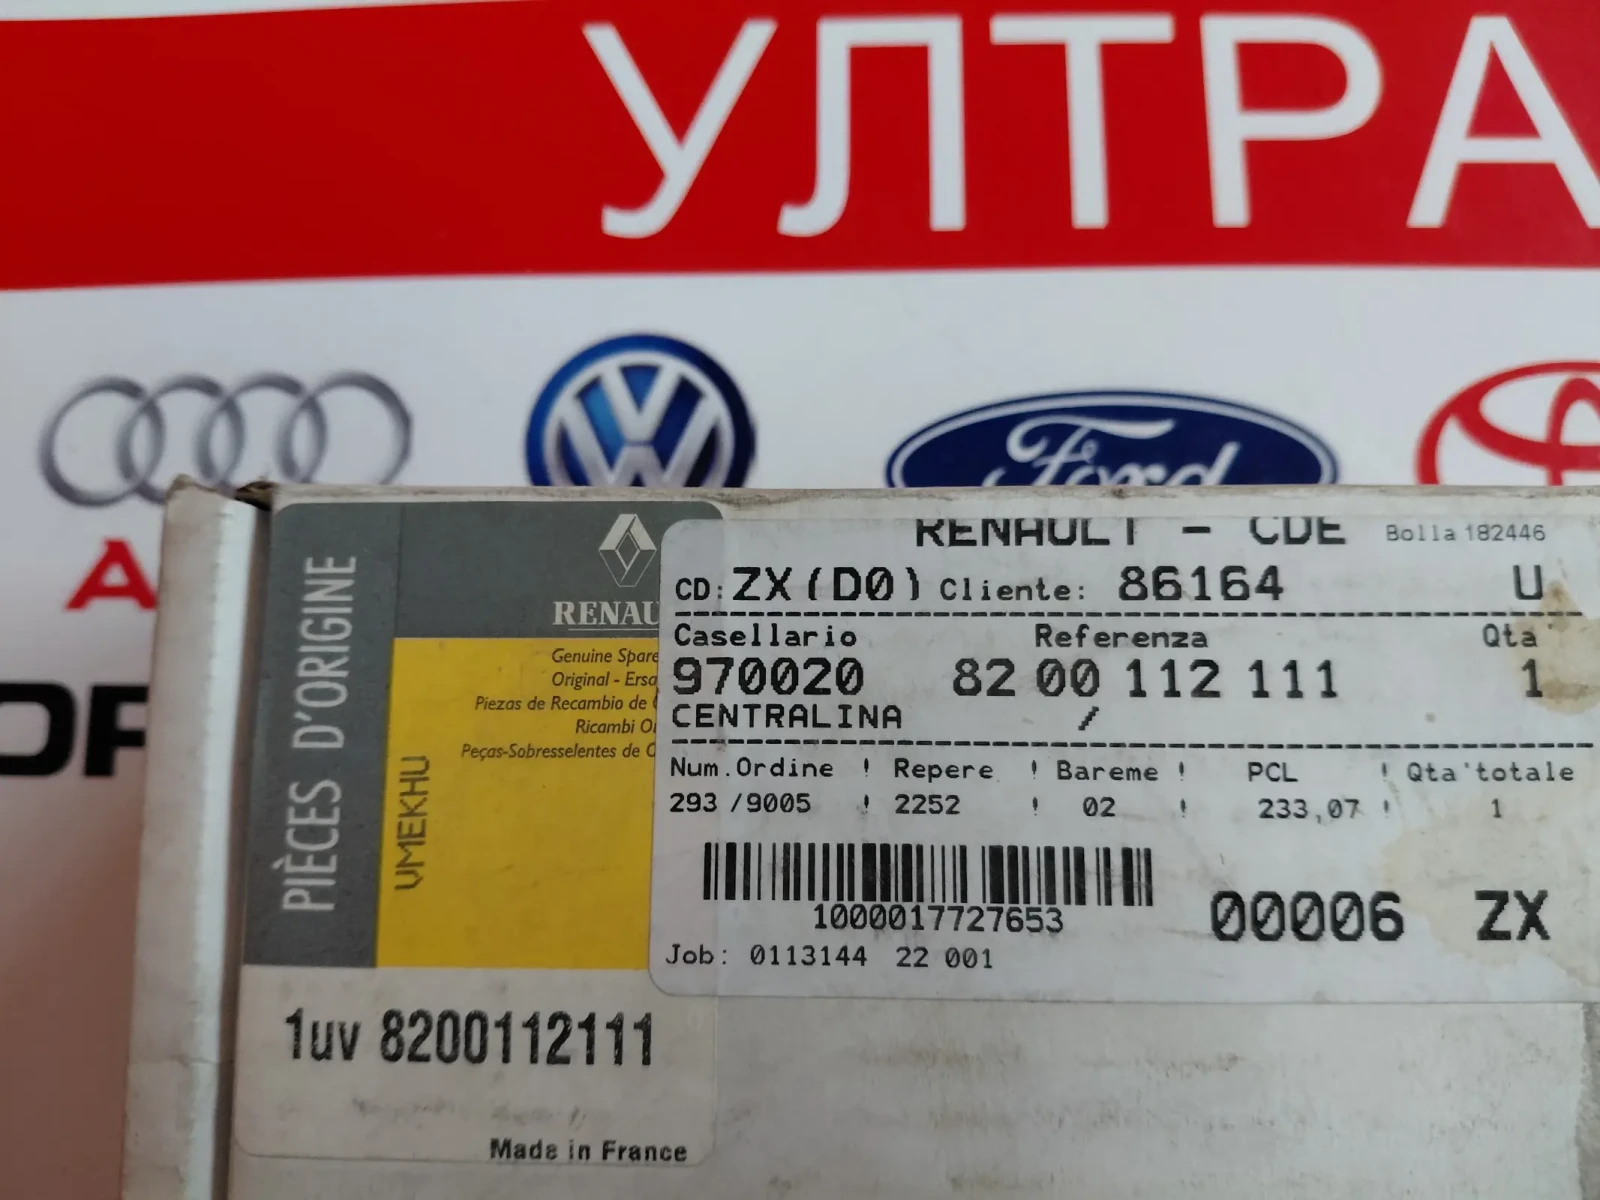 УЛТРА
Ford
RENAULT - CDE Bolla 182446
CD: ZX(D0) Cliente: 86164 U
Casellario Referenza Qta
970020 82 00 112 111 1
CENTRALINA /
Num.Ordine ! Repere ! Bareme ! PCL ! Qta'totale
293 /9005 ! 2252 ! 02 ! 233,07 ! 1
1000017727653
00006 ZX
Job: 0113144 22 001
PIÈCES D'ORIGINE
RENAU
Genuine Spare
Original - Ersa
Piezas de Recambio de
Ricambi O
Peças-Sobresselentes de
VMEKHU
1uv 8200112111
Made in France